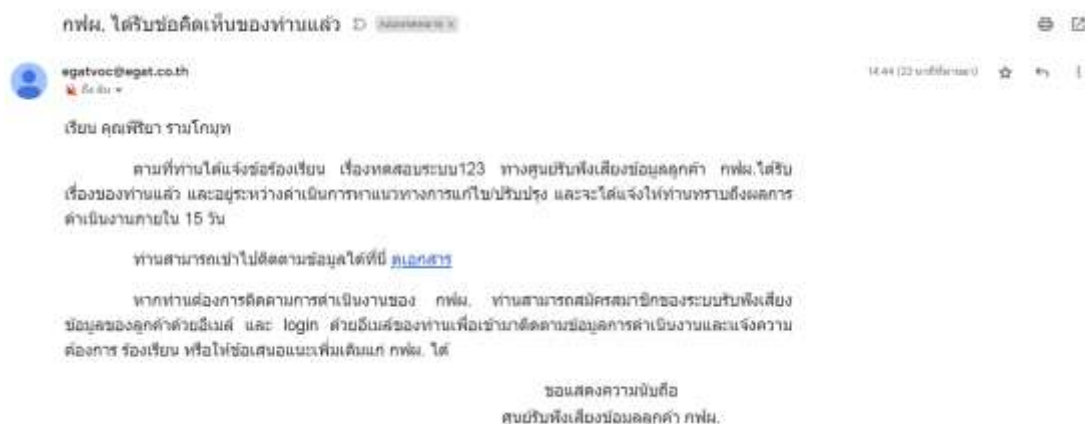 กฟผ. ได้รับข้อคิดเห็นของท่านแล้ว
egatvoc@egat.co.th
ถึง ฉัน
เรียน คุณพิริยา รามโกมุท
ตามที่ท่านได้แจ้งข้อร้องเรียน เรื่องทดสอบระบบ123 ทางศูนย์รับฟังเสียงข้อมูลลูกค้า กฟผ.ได้รับ
เรื่องของท่านแล้ว และอยู่ระหว่างดำเนินการหาแนวทางการแก้ไข/ปรับปรุง และจะได้แจ้งให้ท่านทราบถึงผลการ
ดำเนินงานภายใน 15 วัน
ท่านสามารถเข้าไปติดตามข้อมูลได้ที่นี่ ดูเอกสาร
หากท่านต้องการติดตามการดำเนินงานของ กฟผ. ท่านสามารถสมัครสมาชิกของระบบรับฟังเสียง
ข้อมูลของลูกค้าด้วยอีเมล์ และ login ด้วยอีเมล์ของท่านเพื่อเข้ามาติดตามข้อมูลการดำเนินงานและแจ้งความ
ต้องการ ร้องเรียน หรือให้ข้อเสนอแนะเพิ่มเติมแก่ กฟผ. ได้
ขอแสดงความนับถือ
ศูนย์รับฟังเสียงข้อมูลลูกค้า กฟผ.